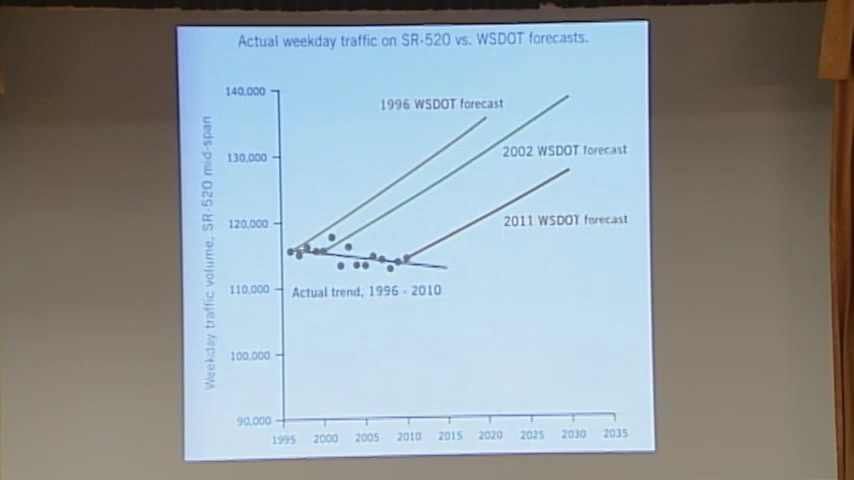 Actual weekday traffic on SR-520 vs. WSDOT forecasts.
Weekday traffic volume, SR-520 mid-span
140,000
130,000
120,000
110,000
100,000
90,000
1996 WSDOT forecast
2002 WSDOT forecast
2011 WSDOT forecast
Actual trend, 1996 - 2010
1995 2000 2005 2010 2015 2020 2025 2030 2035